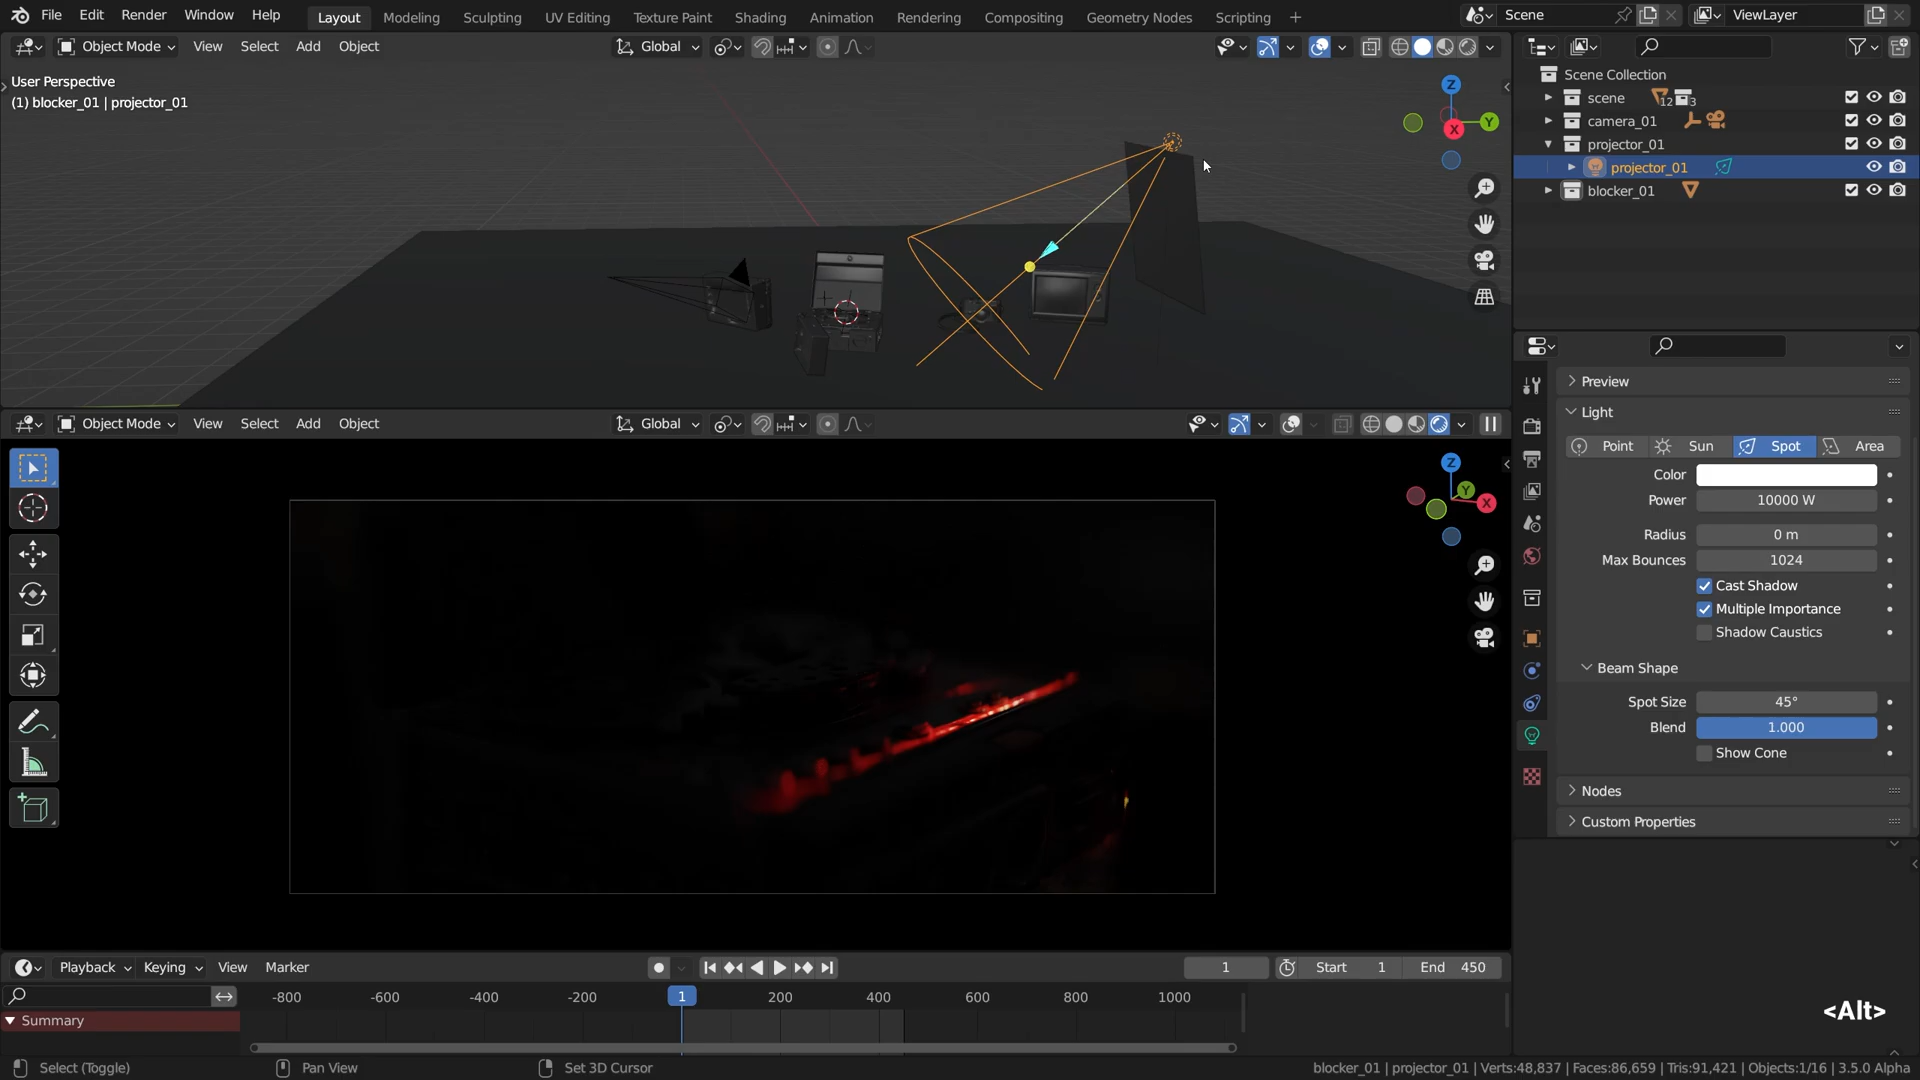 File Edit Render Window Help Layout Modeling Sculpting UV Editing Texture Paint Shading Animation Rendering Compositing Geometry Nodes Scripting + Scene ViewLayer
Object Mode View Select Add Object Global
User Perspective
(1) blocker_01 | projector_01
Z
Y
X
Scene Collection
scene 12 3
camera_01
projector_01
projector_01
blocker_01
Preview
Light
Point Sun Spot Area
Color
Power 10000 W
Radius 0 m
Max Bounces 1024
Cast Shadow
Multiple Importance
Shadow Caustics
Beam Shape
Spot Size 45°
Blend 1.000
Show Cone
Nodes
Custom Properties
Object Mode View Select Add Object Global
Z
Y
X
Playback Keying View Marker 1 Start 1 End 450
-800 -600 -400 -200 1 200 400 600 800 1000
Summary
<Alt>
Select (Toggle) Pan View Set 3D Cursor blocker_01 | projector_01 | Verts:48,837 | Faces:86,659 | Tris:91,421 | Objects:1/16 | 3.5.0 Alpha